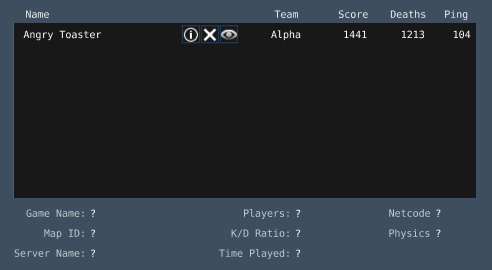 Name Team Score Deaths Ping
Angry Toaster Alpha 1441 1213 104
Game Name: ? Players: ? Netcode ?
Map ID: ? K/D Ratio: ? Physics ?
Server Name: ? Time Played: ?